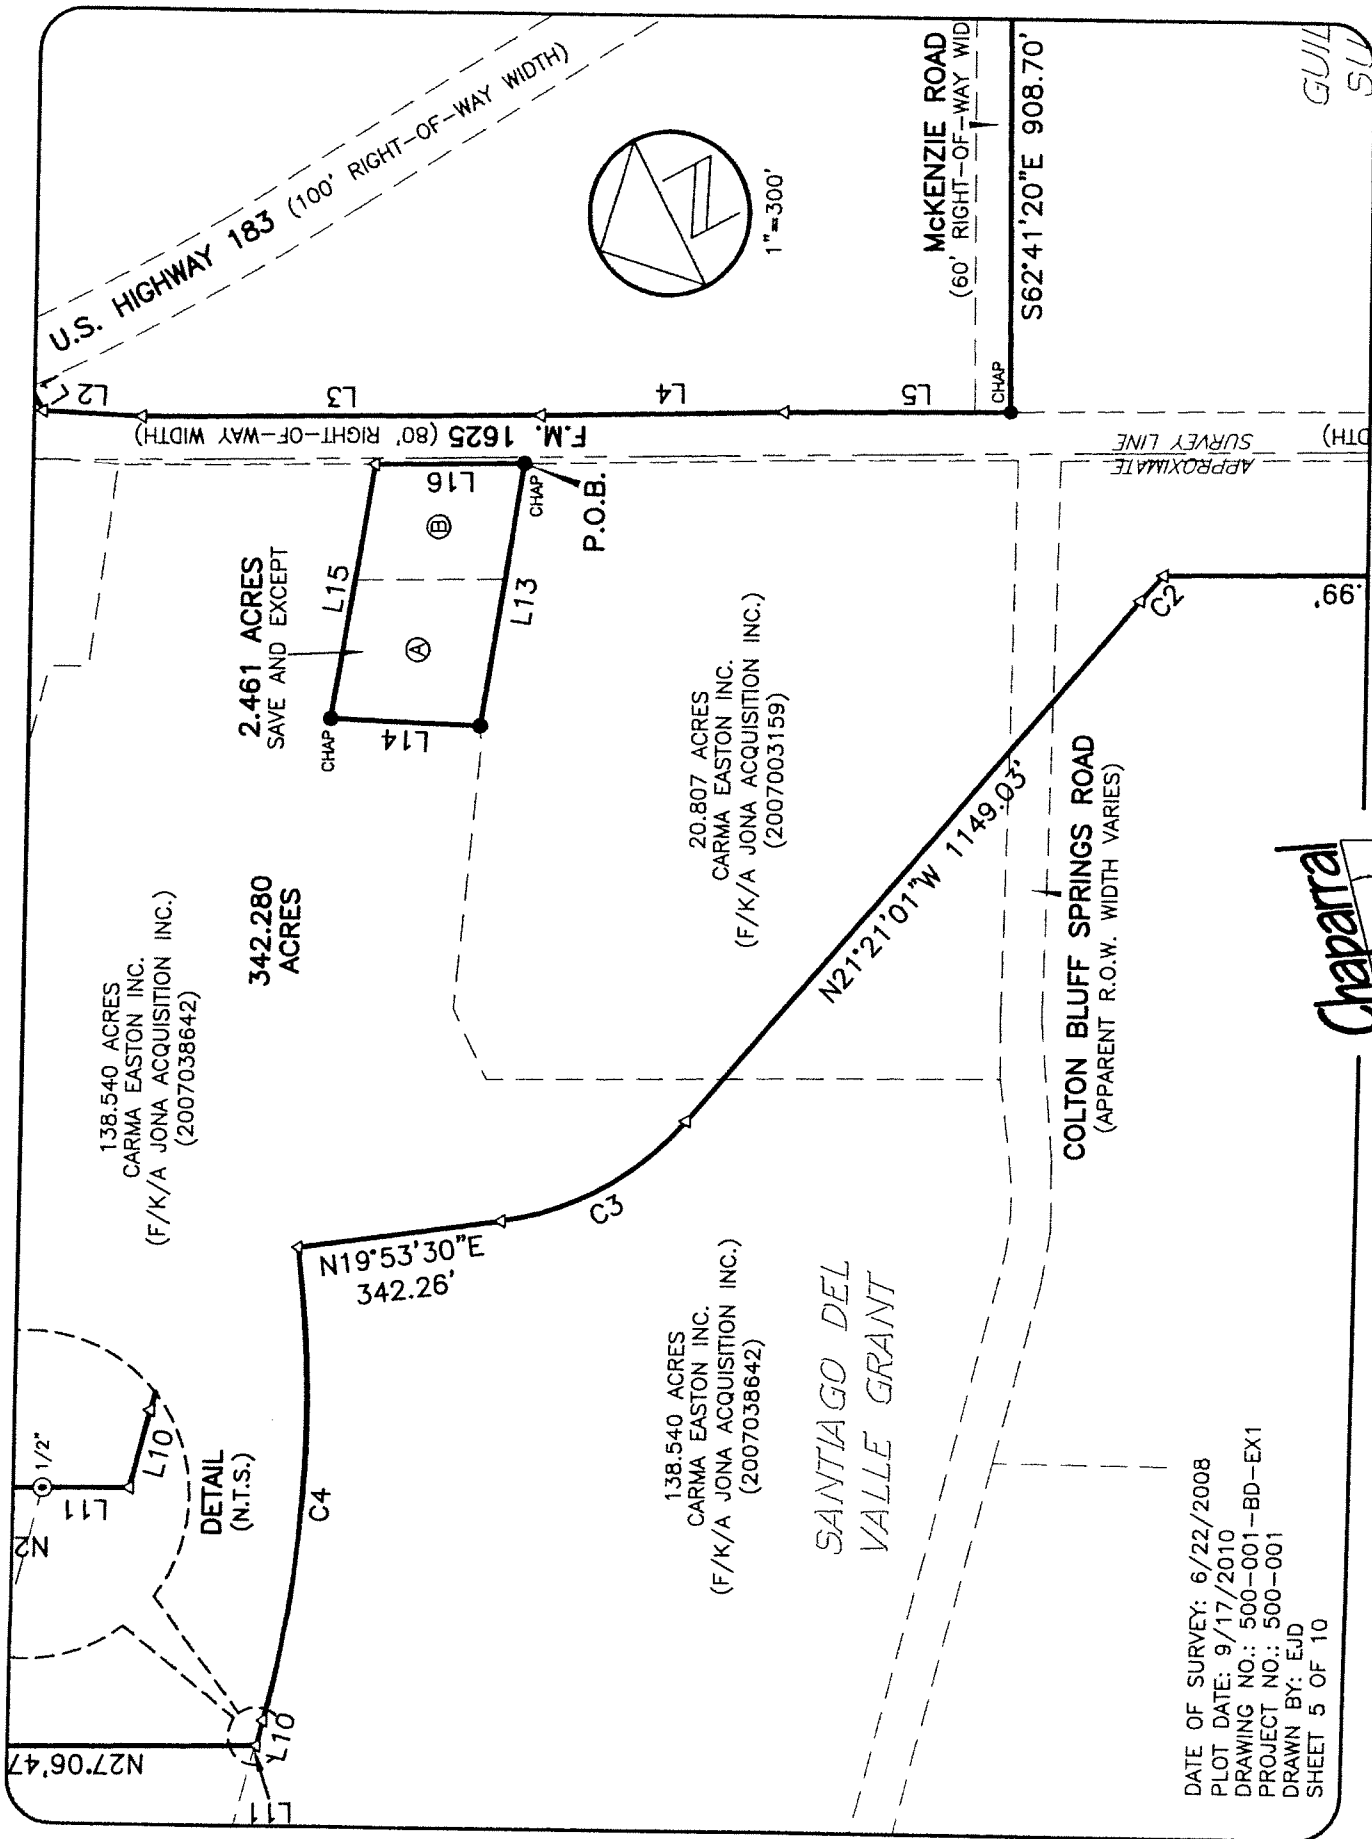 U.S. HIGHWAY 183 (100' RIGHT-OF-WAY WIDTH)
1"=300'
McKENZIE ROAD
(60' RIGHT-OF-WAY WID
S62°41'20"E 908.70'
GUIL
SU
L2
L3
L4
L5
CHAP
F.M. 1625 (80' RIGHT-OF-WAY WIDTH)
APPROXIMATE
SURVEY LINE
DTH)
2.461 ACRES
SAVE AND EXCEPT
L15
L16
L13
L14
A
B
CHAP
CHAP
P.O.B.
342.280
ACRES
138.540 ACRES
CARMA EASTON INC.
(F/K/A JONA ACQUISITION INC.)
(2007038642)
20.807 ACRES
CARMA EASTON INC.
(F/K/A JONA ACQUISITION INC.)
(2007003159)
C2
.99'
N21°21'01"W 1149.03'
COLTON BLUFF SPRINGS ROAD
(APPARENT R.O.W. WIDTH VARIES)
C3
N19°53'30"E
342.26'
C4
138.540 ACRES
CARMA EASTON INC.
(F/K/A JONA ACQUISITION INC.)
(2007038642)
SANTIAGO DEL
VALLE GRANT
1/2"
L11
L10
N2
DETAIL
(N.T.S.)
N27°06'47
L10
L11
Chaparral
DATE OF SURVEY: 6/22/2008
PLOT DATE: 9/17/2010
DRAWING NO.: 500-001-BD-EX1
PROJECT NO.: 500-001
DRAWN BY: EJD
SHEET 5 OF 10